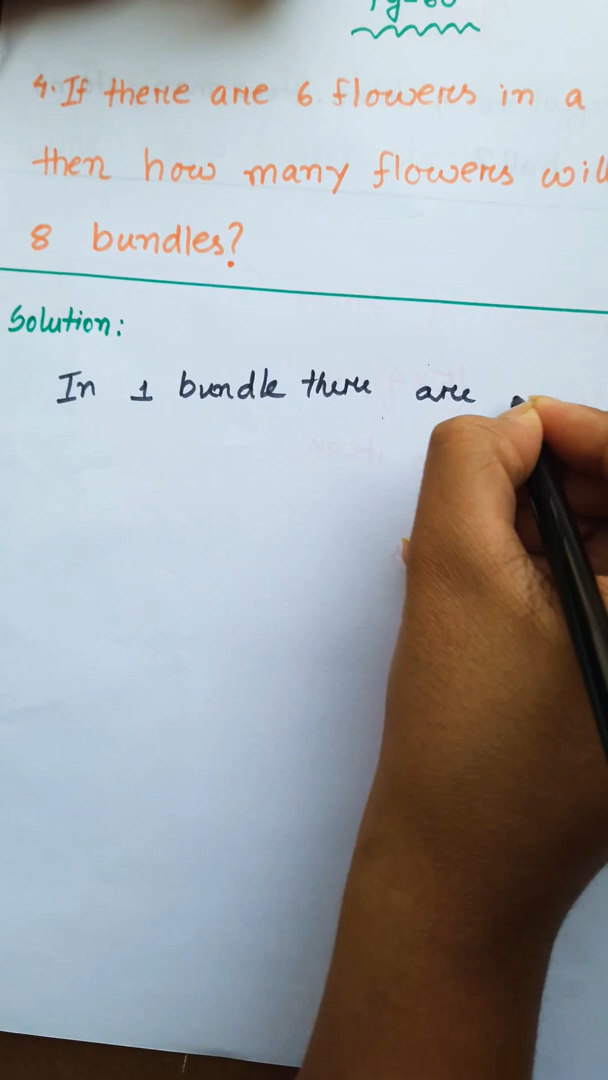 4. If there are 6 flowers in a
then how many flowers wil
8 bundles?
Solution:
In 1 bundle there are